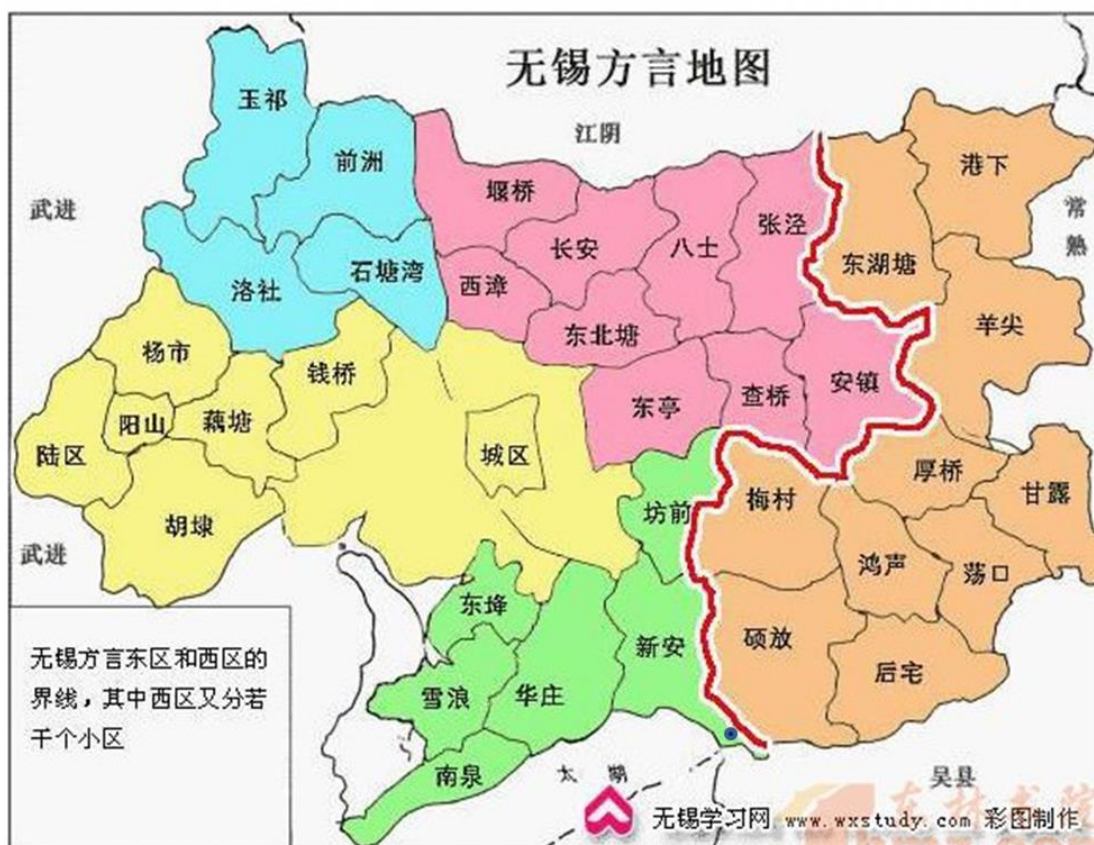 无锡方言地图
江阴
武进
常熟
玉祁
前洲
堰桥
港下
长安
八士
张泾
石塘湾
西漳
东湖塘
洛社
东北塘
羊尖
杨市
钱桥
安镇
查桥
东亭
阳山
藕塘
陆区
城区
厚桥
甘露
梅村
胡埭
坊前
武进
鸿声
荡口
东㘰
新安
硕放
后宅
雪浪
华庄
南泉
太湖
吴县
无锡方言东区和西区的
界线，其中西区又分若
干个小区
无锡学习网 www.wxstudy.com 彩图制作
东林书院